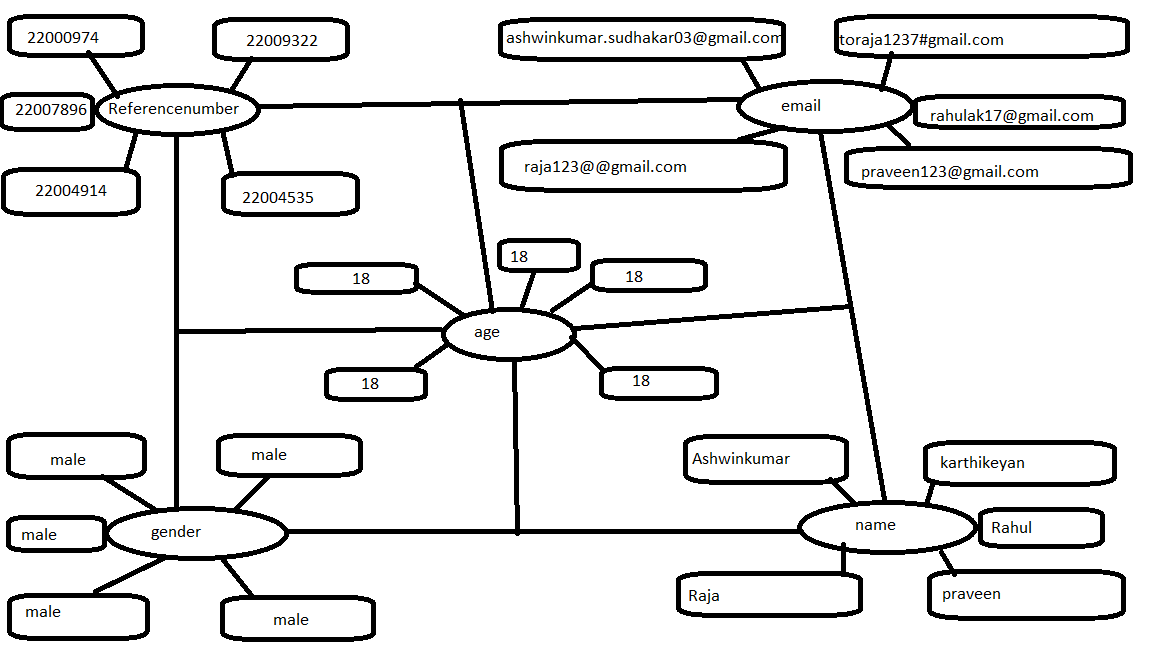 22000974
22009322
ashwinkumar.sudhakar03@gmail.com
toraja1237#gmail.com
22007896
Referencenumber
email
rahulak17@gmail.com
22004914
22004535
raja123@@gmail.com
praveen123@gmail.com
18
18
18
age
18
18
male
male
Ashwinkumar
karthikeyan
male
gender
name
Rahul
male
male
Raja
praveen